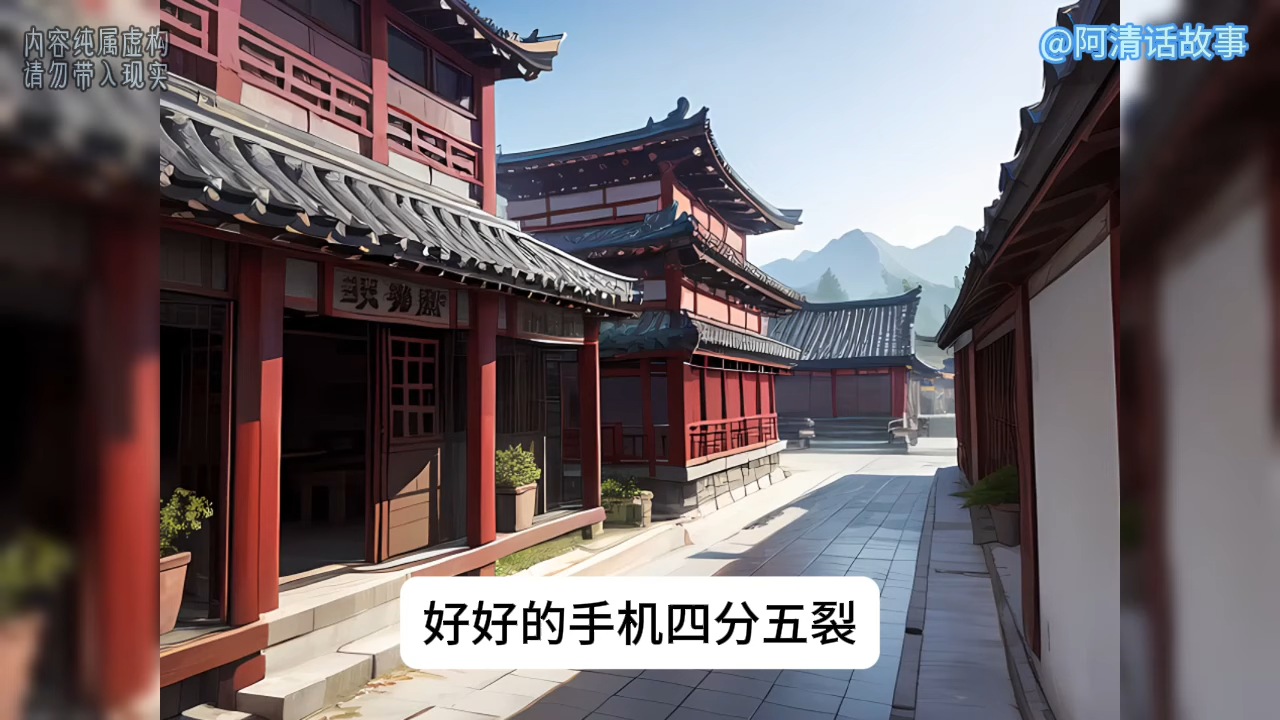 内容纯属虚构
请勿带入现实
@阿清话故事
好好的手机四分五裂